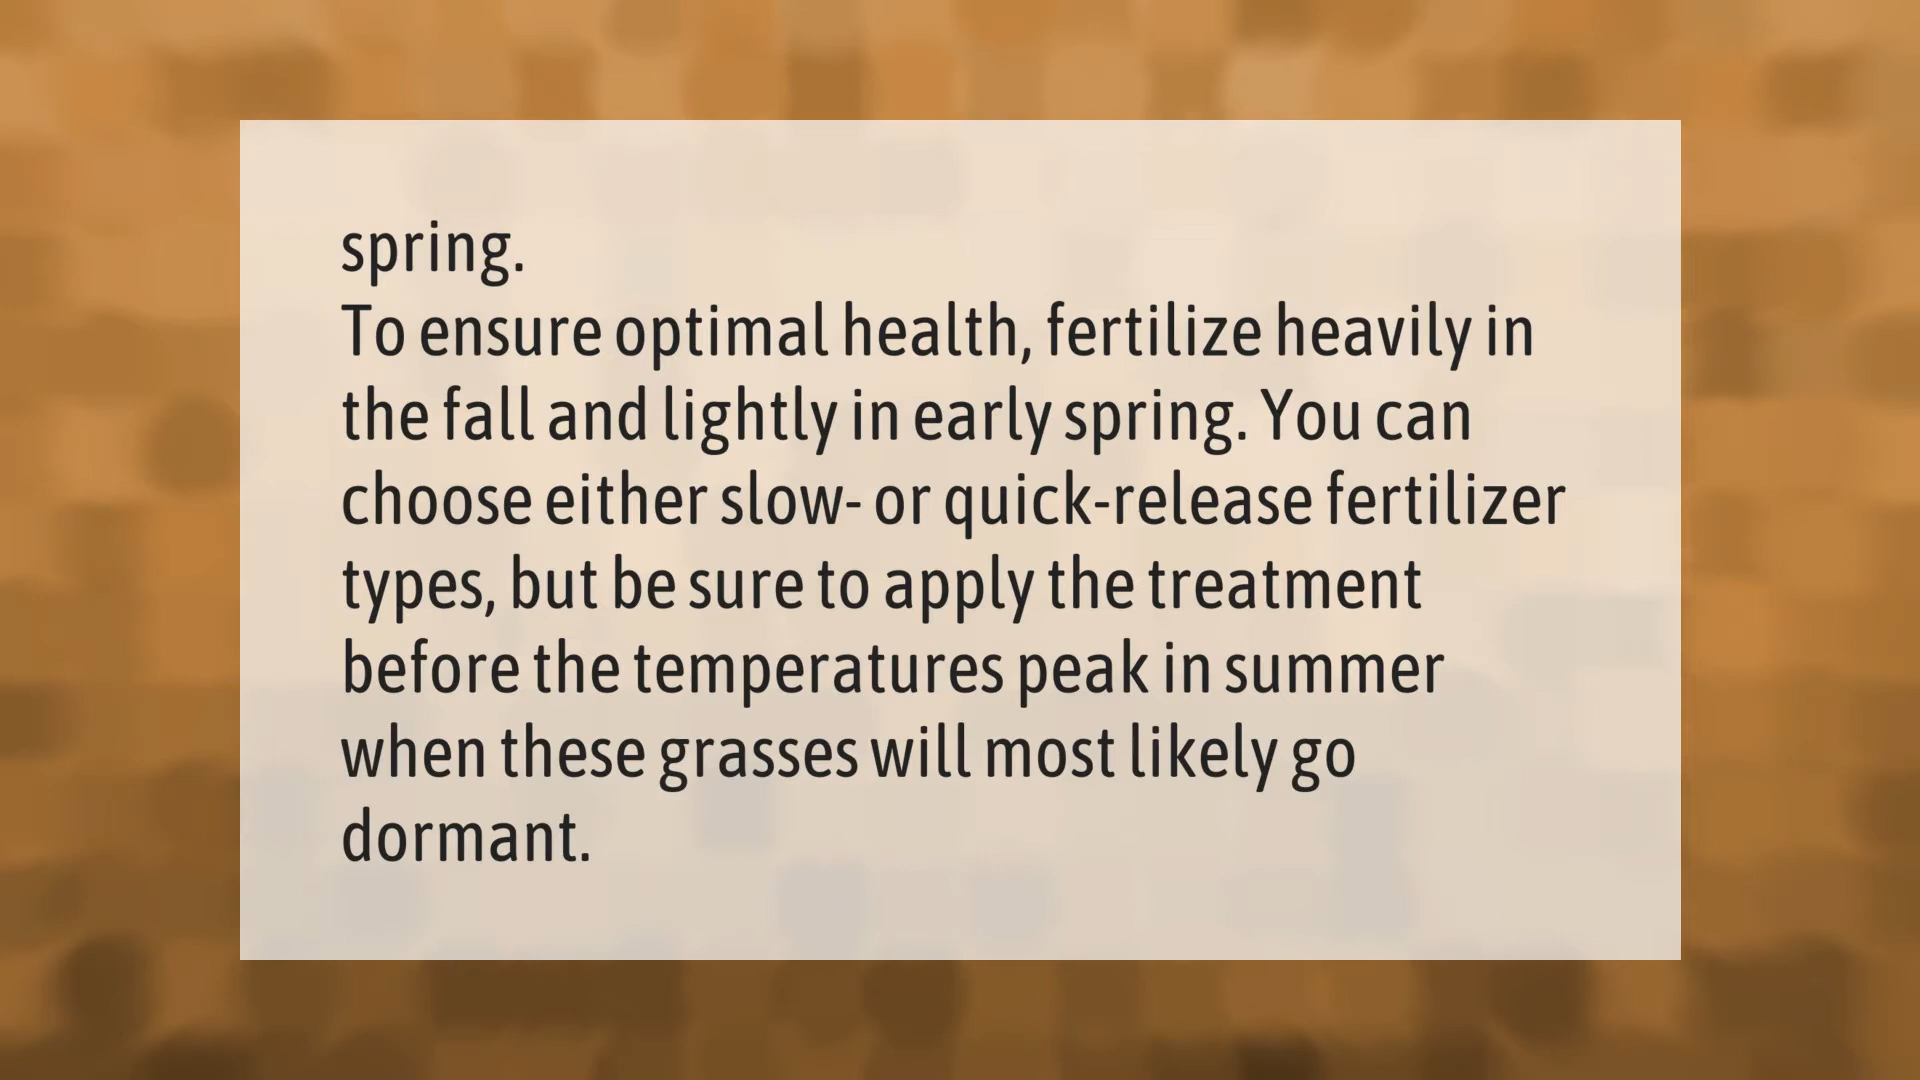 spring.
To ensure optimal health, fertilize heavily in
the fall and lightly in early spring. You can
choose either slow- or quick-release fertilizer
types, but be sure to apply the treatment
before the temperatures peak in summer
when these grasses will most likely go
dormant.